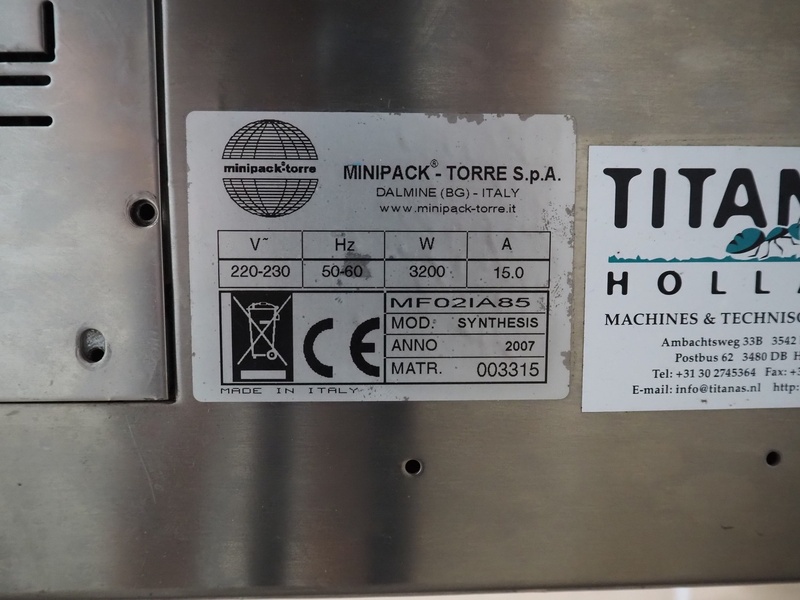 minipack®-torre
MINIPACK® - TORRE S.p.A.
DALMINE (BG) - ITALY
www.minipack-torre.it
V~ Hz W A
220-230 50-60 3200 15.0
MF02IA85
MOD. SYNTHESIS
ANNO 2007
MATR. 003315
CE
MADE IN ITALY
TITAN
HOLL
MACHINES & TECHNISC
Ambachtsweg 33B 3542
Postbus 62 3480 DB H
Tel: +31 30 2745364 Fax: +3
E-mail: info@titanas.nl http: